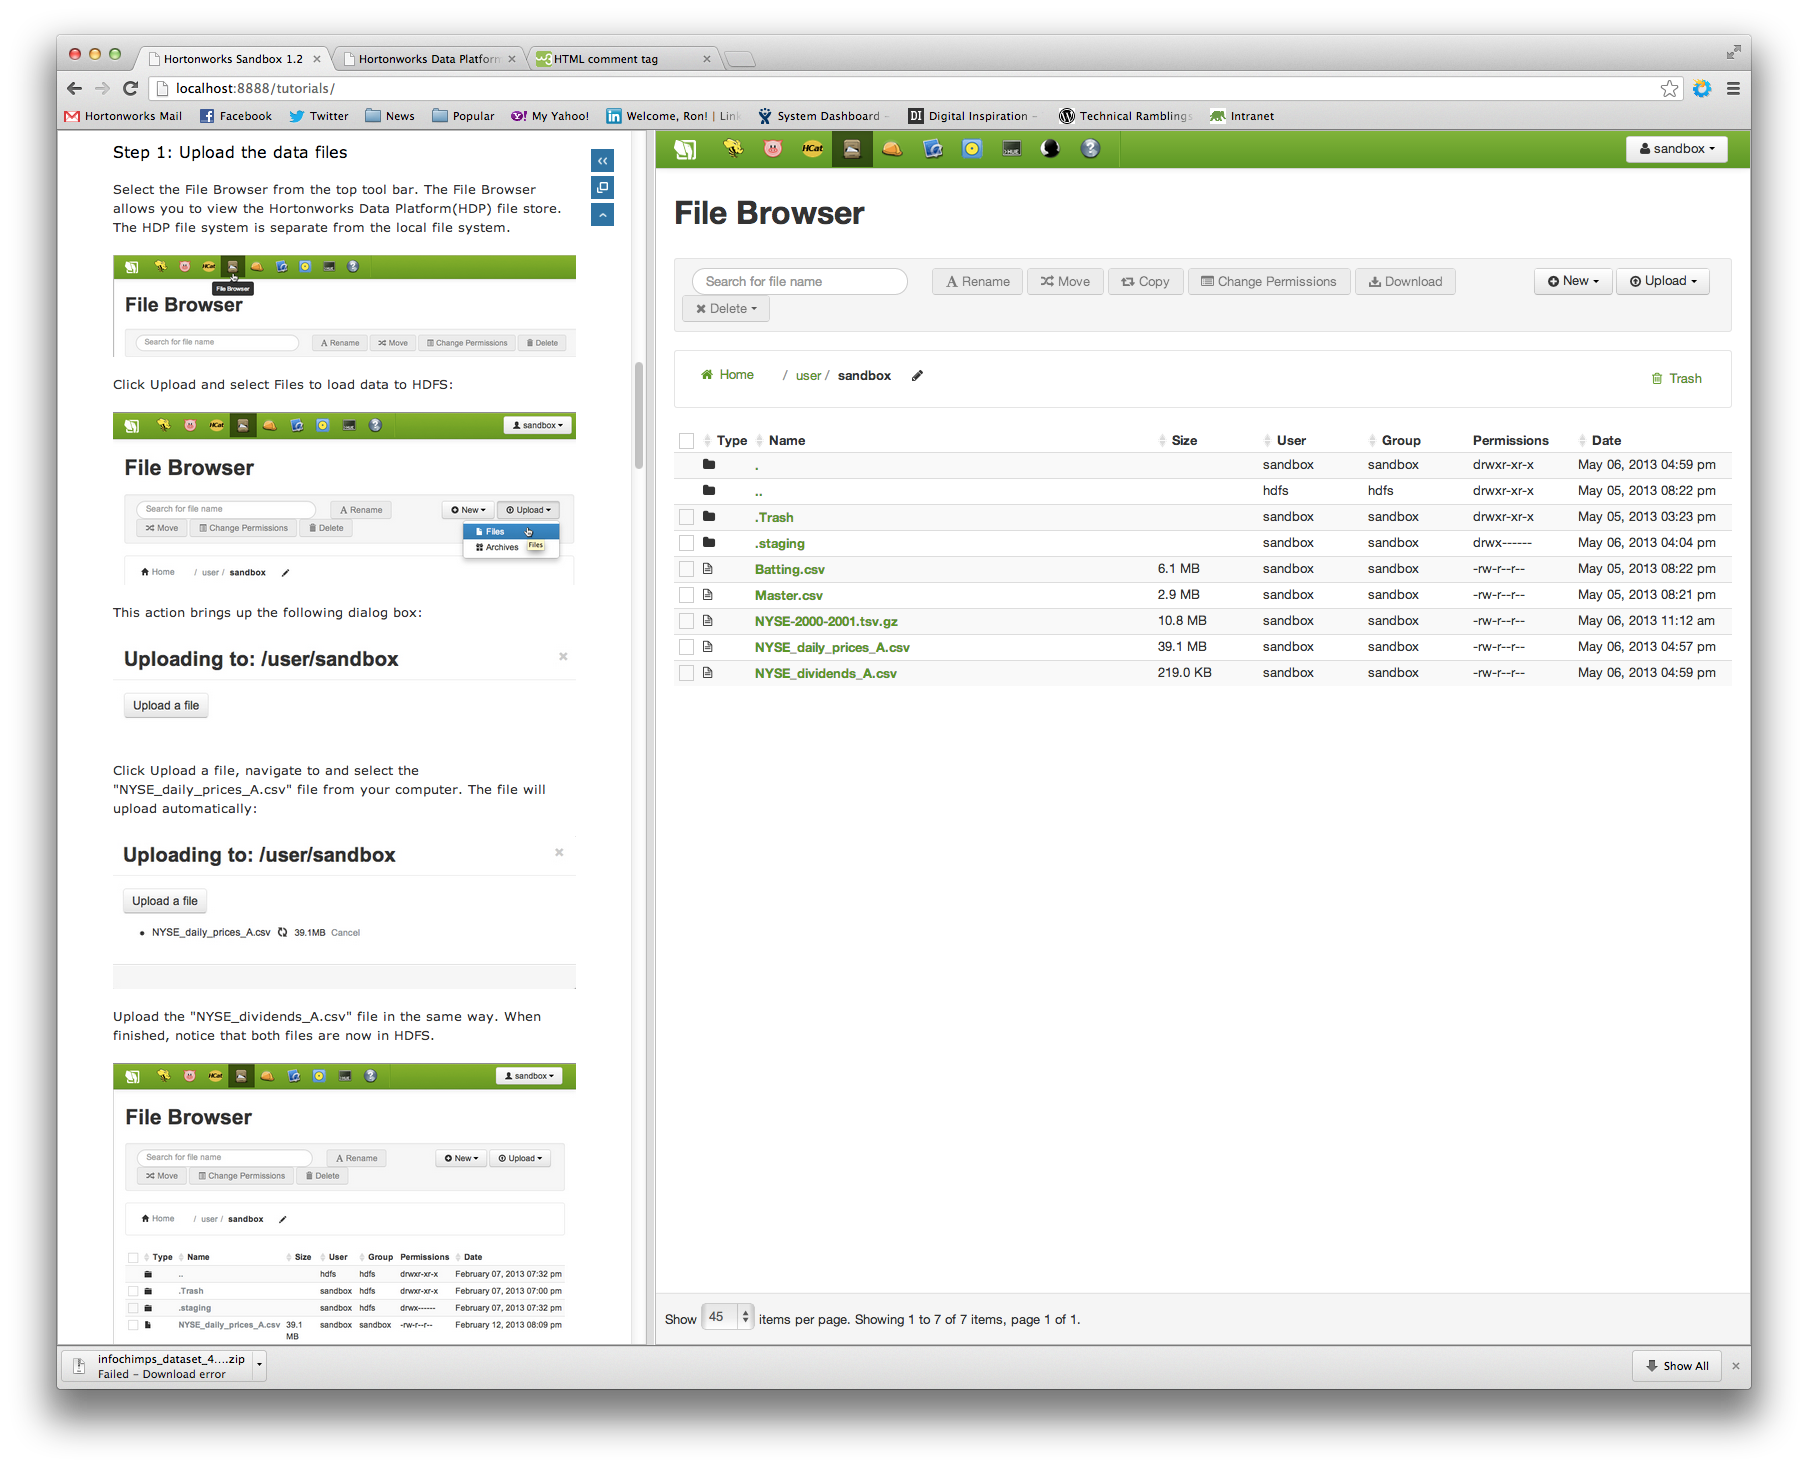 Hortonworks Sandbox 1.2
Hortonworks Data Platform
HTML comment tag
localhost:8888/tutorials/
Hortonworks Mail
Facebook
Twitter
News
Popular
My Yahoo!
Welcome, Ron! | Link
System Dashboard -
Digital Inspiration -
Technical Ramblings
Intranet
Step 1: Upload the data files
Select the File Browser from the top tool bar. The File Browser
allows you to view the Hortonworks Data Platform(HDP) file store.
The HDP file system is separate from the local file system.
HCat
File Browser
File Browser
Search for file name
Rename
Move
Change Permissions
Delete
Click Upload and select Files to load data to HDFS:
HCat
sandbox
File Browser
Search for file name
Rename
New
Upload
Move
Change Permissions
Delete
Files
Archives
Files
Home / user / sandbox
This action brings up the following dialog box:
Uploading to: /user/sandbox
Upload a file
Click Upload a file, navigate to and select the
"NYSE_daily_prices_A.csv" file from your computer. The file will
upload automatically:
Uploading to: /user/sandbox
Upload a file
NYSE_daily_prices_A.csv 39.1MB Cancel
Upload the "NYSE_dividends_A.csv" file in the same way. When
finished, notice that both files are now in HDFS.
HCat
sandbox
File Browser
Search for file name
Rename
New
Upload
Move
Change Permissions
Delete
Home / user / sandbox
Type Name Size User Group Permissions Date
.. hdfs hdfs drwxr-xr-x February 07, 2013 07:32 pm
.Trash sandbox hdfs drwxr-xr-x February 07, 2013 07:00 pm
.staging sandbox hdfs drwx------ February 07, 2013 07:32 pm
NYSE_daily_prices_A.csv 39.1 sandbox sandbox -rw-r--r-- February 12, 2013 08:09 pm
MB
HCat
HUE
sandbox
File Browser
Search for file name
Rename
Move
Copy
Change Permissions
Download
New
Upload
Delete
Home / user / sandbox
Trash
Type Name Size User Group Permissions Date
. sandbox sandbox drwxr-xr-x May 06, 2013 04:59 pm
.. hdfs hdfs drwxr-xr-x May 05, 2013 08:22 pm
.Trash sandbox sandbox drwxr-xr-x May 05, 2013 03:23 pm
.staging sandbox sandbox drwx------ May 06, 2013 04:04 pm
Batting.csv 6.1 MB sandbox sandbox -rw-r--r-- May 05, 2013 08:22 pm
Master.csv 2.9 MB sandbox sandbox -rw-r--r-- May 05, 2013 08:21 pm
NYSE-2000-2001.tsv.gz 10.8 MB sandbox sandbox -rw-r--r-- May 06, 2013 11:12 am
NYSE_daily_prices_A.csv 39.1 MB sandbox sandbox -rw-r--r-- May 06, 2013 04:57 pm
NYSE_dividends_A.csv 219.0 KB sandbox sandbox -rw-r--r-- May 06, 2013 04:59 pm
Show 45 items per page. Showing 1 to 7 of 7 items, page 1 of 1.
infochimps_dataset_4....zip
Failed – Download error
Show All